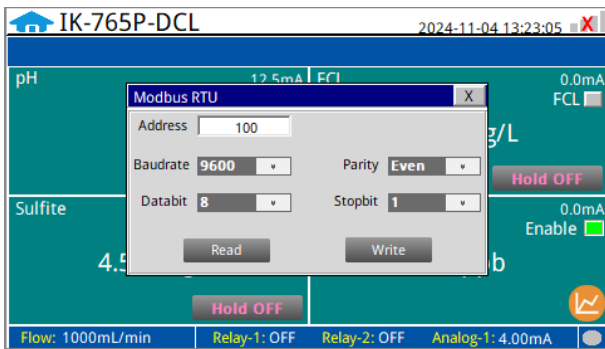 IK-765P-DCL
2024-11-04 13:23:05
X
pH
12.5mA
FCL
0.0mA
FCL
g/L
Hold OFF
Modbus RTU
X
Address
100
Baudrate
9600
Parity
Even
Databit
8
Stopbit
1
Read
Write
Sulfite
0.0mA
Enable
4.5
b
Hold OFF
Flow: 1000mL/min
Relay-1: OFF
Relay-2: OFF
Analog-1: 4.00mA